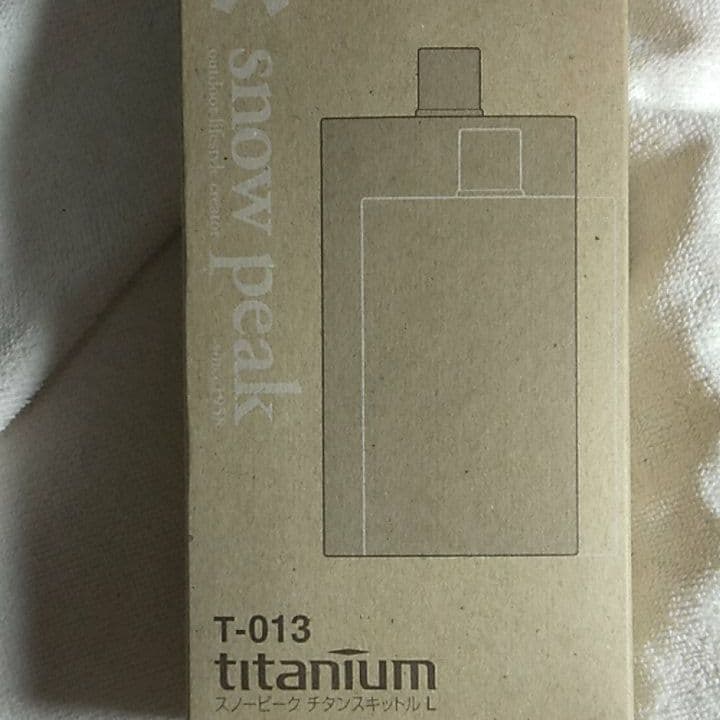 snow peak
outdoor lifestyle creator
T-013
titanium
スノーピーク チタンスキットル L